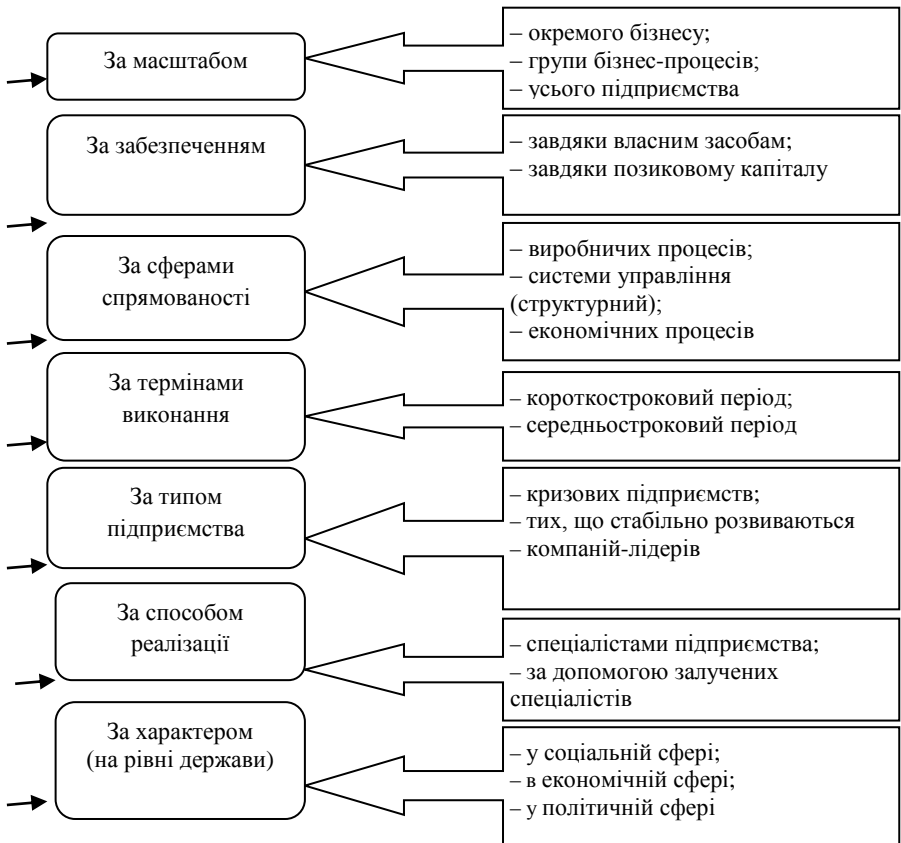 За масштабом
– окремого бізнесу;
– групи бізнес-процесів;
– усього підприємства
За забезпеченням
– завдяки власним засобам;
– завдяки позиковому капіталу
За сферами
спрямованості
– виробничих процесів;
– системи управління
(структурний);
– економічних процесів
За термінами
виконання
– короткостроковий період;
– середньостроковий період
За типом
підприємства
– кризових підприємств;
– тих, що стабільно розвиваються
– компаній-лідерів
За способом
реалізації
– спеціалістами підприємства;
– за допомогою залучених
спеціалістів
За характером
(на рівні держави)
– у соціальній сфері;
– в економічній сфері;
– у політичній сфері